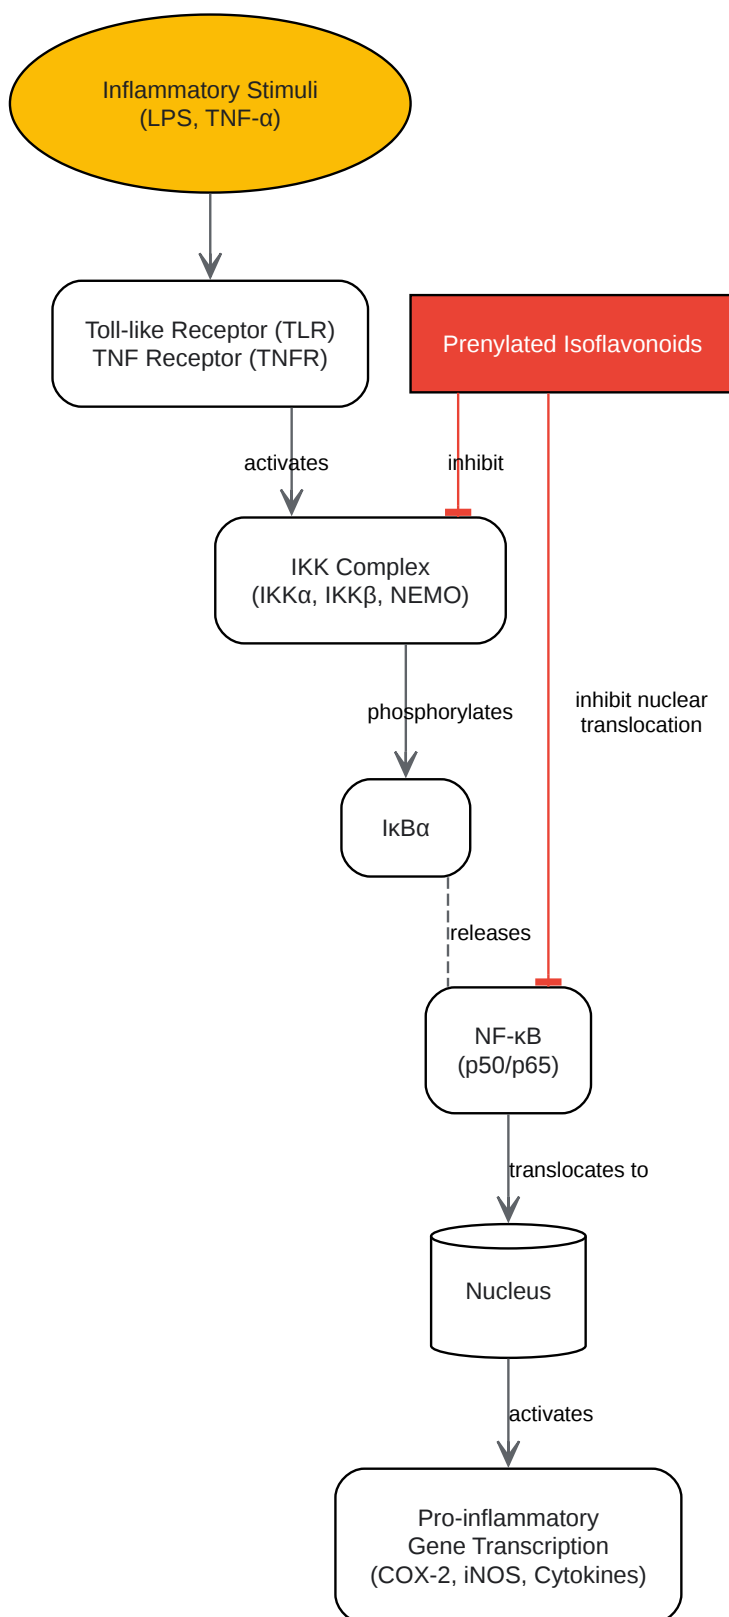 Inflammatory Stimuli
(LPS, TNF-α)
Toll-like Receptor (TLR)
TNF Receptor (TNFR)
Prenylated Isoflavonoids
activates
inhibit
IKK Complex
(IKKα, IKKβ, NEMO)
phosphorylates
inhibit nuclear
translocation
IκBα
releases
NF-κB
(p50/p65)
translocates to
Nucleus
activates
Pro-inflammatory
Gene Transcription
(COX-2, iNOS, Cytokines)